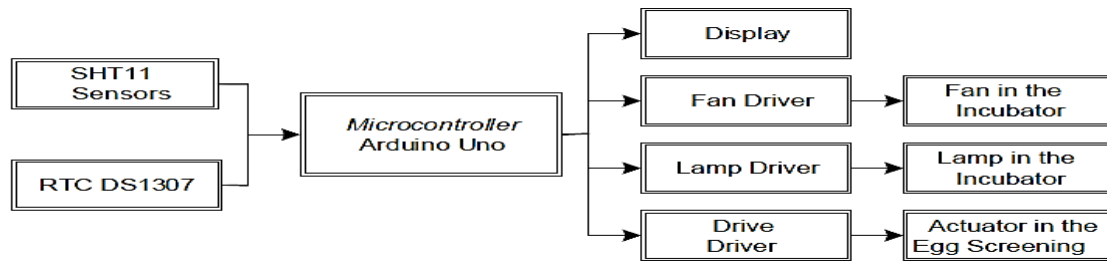 SHT11
Sensors
RTC DS1307
Microcontroller
Arduino Uno
Display
Fan Driver
Lamp Driver
Drive
Driver
Fan in the
Incubator
Lamp in the
Incubator
Actuator in the
Egg Screening